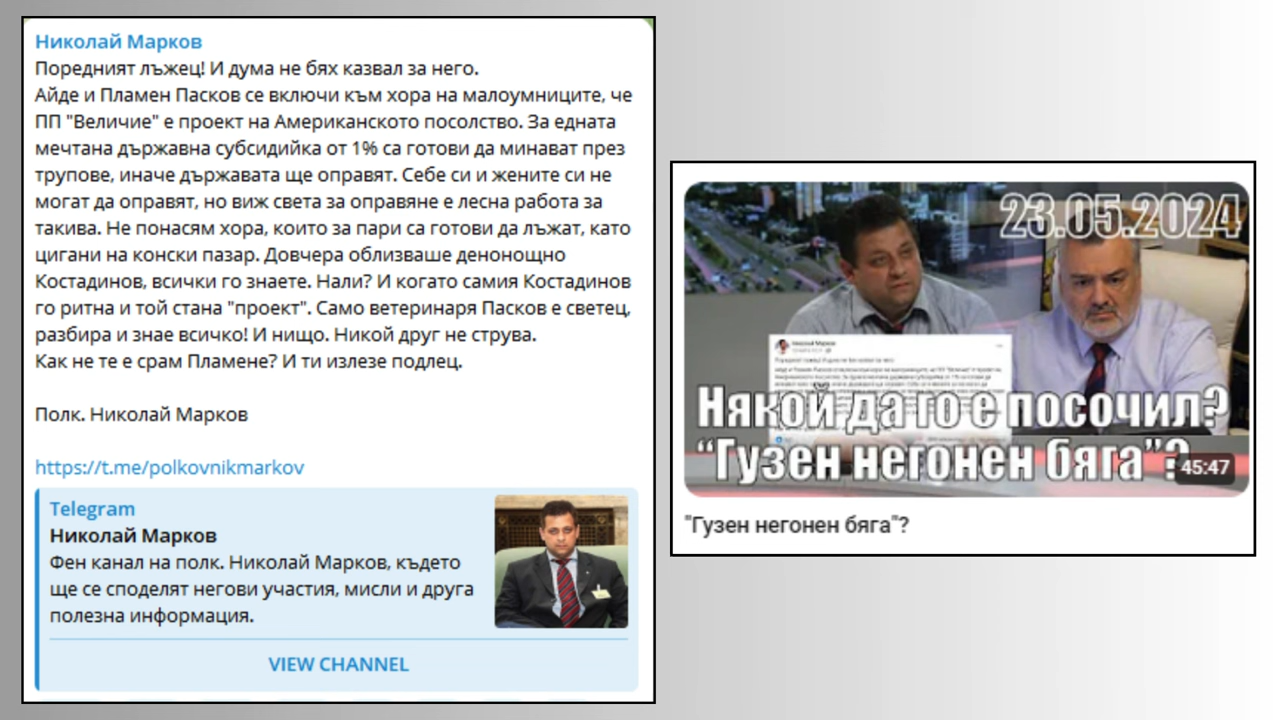 Николай Марков
Поредният лъжец! И дума не бях казвал за него.
Айде и Пламен Пасков се включи към хора на малоумниците, че
ПП "Величие" е проект на Американското посолство. За едната
мечтана държавна субсидийка от 1% са готови да минават през
трупове, иначе държавата ще оправят. Себе си и жените си не
могат да оправят, но виж света за оправяне е лесна работа за
такива. Не понасям хора, които за пари са готови да лъжат, като
цигани на конски пазар. Довчера облизваше денонощно
Костадинов, всички го знаете. Нали? И когато самия Костадинов
го ритна и той стана "проект". Само ветеринаря Пасков е светец,
разбира и знае всичко! И нищо. Никой друг не струва.
Как не те е срам Пламене? И ти излезе подлец.
Полк. Николай Марков
https://t.me/polkovnikmarkov
Telegram
Николай Марков
Фен канал на полк. Николай Марков, където
ще се споделят негови участия, мисли и друга
полезна информация.
VIEW CHANNEL
23.05.2024
Някой да го е посочил?
“Гузен негонен бяга”?
45:47
"Гузен негонен бяга"?